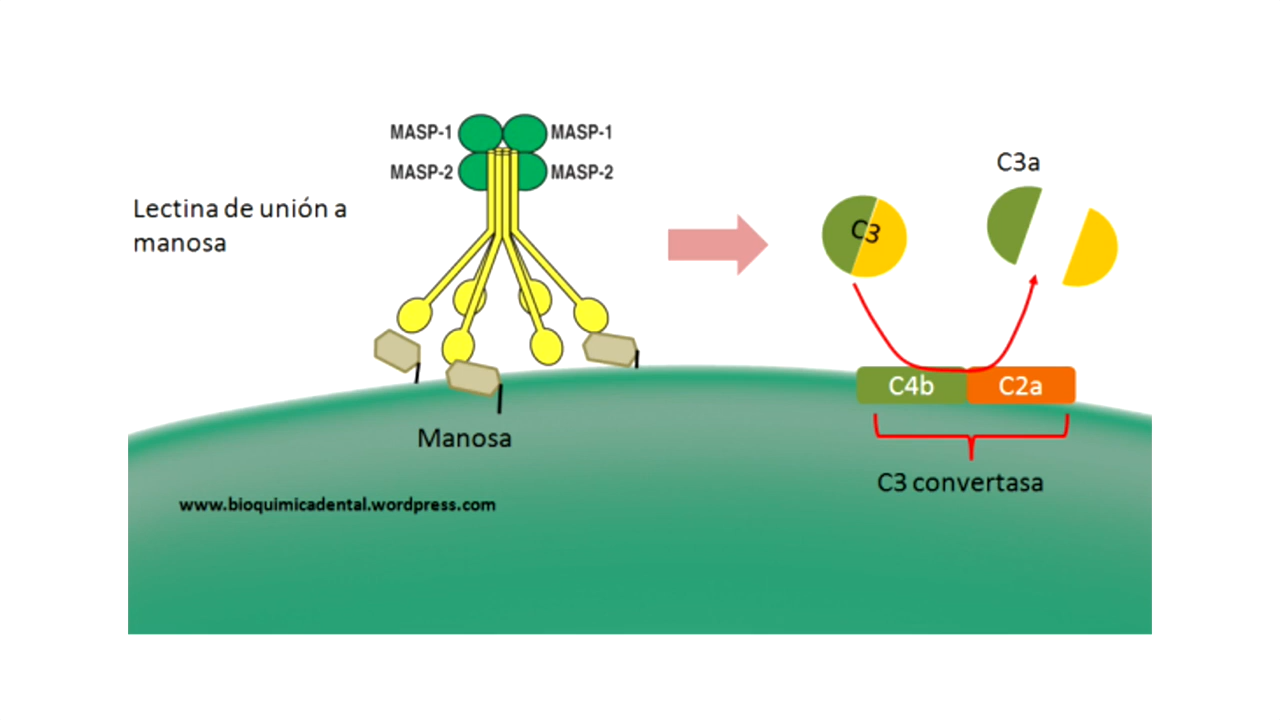 MASP-1 MASP-1
MASP-2 MASP-2
Lectina de unión a
manosa
C3
C3a
C4b C2a
Manosa
C3 convertasa
www.bioquimicadental.wordpress.com